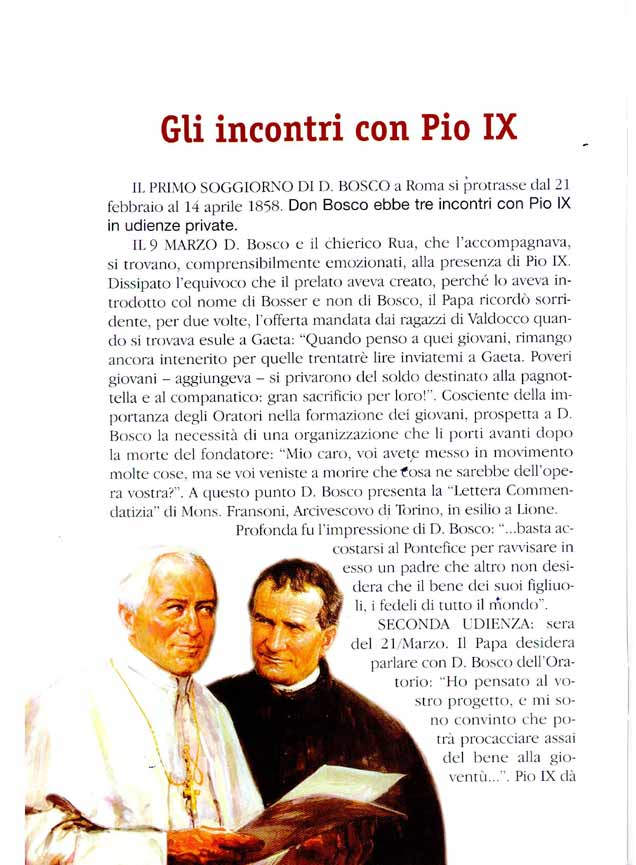 Gli incontri con Pio IX
IL PRIMO SOGGIORNO DI D. BOSCO a Roma si protrasse dal 21
febbraio al 14 aprile 1858. Don Bosco ebbe tre incontri con Pio IX
in udienze private.
IL 9 MARZO D. Bosco e il chierico Rua, che l'accompagnava,
si trovano, comprensibilmente emozionati, alla presenza di Pio IX.
Dissipato l'equivoco che il prelato aveva creato, perché lo aveva in-
trodotto col nome di Bosser e non di Bosco, il Papa ricordò sorri-
dente, per due volte, l'offerta mandata dai ragazzi di Valdocco quan-
do si trovava esule a Gaeta: “Quando penso a quei giovani, rimango
ancora intenerito per quelle trentatrè lire inviatemi a Gaeta. Poveri
giovani – aggiungeva – si privarono del soldo destinato alla pagnot-
tella e al companatico: gran sacrificio per loro!”. Cosciente della im-
portanza degli Oratori nella formazione dei giovani, prospetta a D.
Bosco la necessità di una organizzazione che li porti avanti dopo
la morte del fondatore: “Mio caro, voi avete messo in movimento
molte cose, ma se voi veniste a morire che cosa ne sarebbe dell'ope-
ra vostra?”. A questo punto D. Bosco presenta la “Lettera Commen-
datizia” di Mons. Fransoni, Arcivescovo di Torino, in esilio a Lione.
Profonda fu l'impressione di D. Bosco: “...basta ac-
costarsi al Pontefice per ravvisare in
esso un padre che altro non desi-
dera che il bene dei suoi figliuo-
li, i fedeli di tutto il mondo”.
SECONDA UDIENZA: sera
del 21/Marzo. Il Papa desidera
parlare con D. Bosco dell'Ora-
torio: “Ho pensato al vo-
stro progetto, e mi so-
no convinto che po-
trà procacciare assai
del bene alla gio-
ventù...”. Pio IX dà